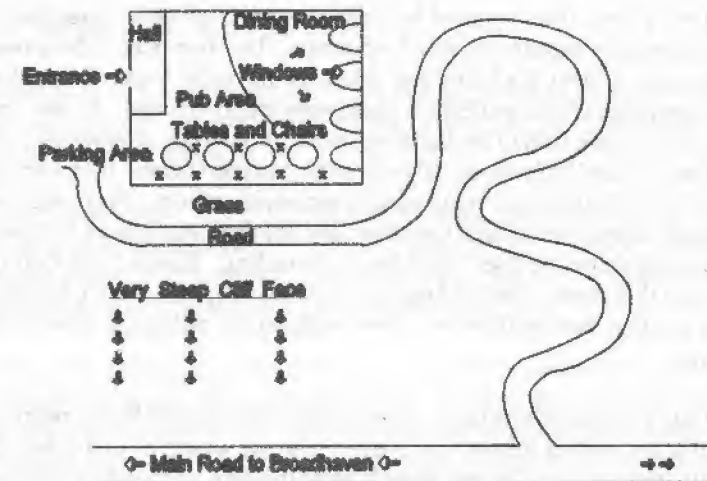 Dining Room
Hall
Entrance
Windows
Pub Area
Tables and Chairs
Parking Area
Grass
Road
Very Steep Cliff Face
Main Road to Broadhaven